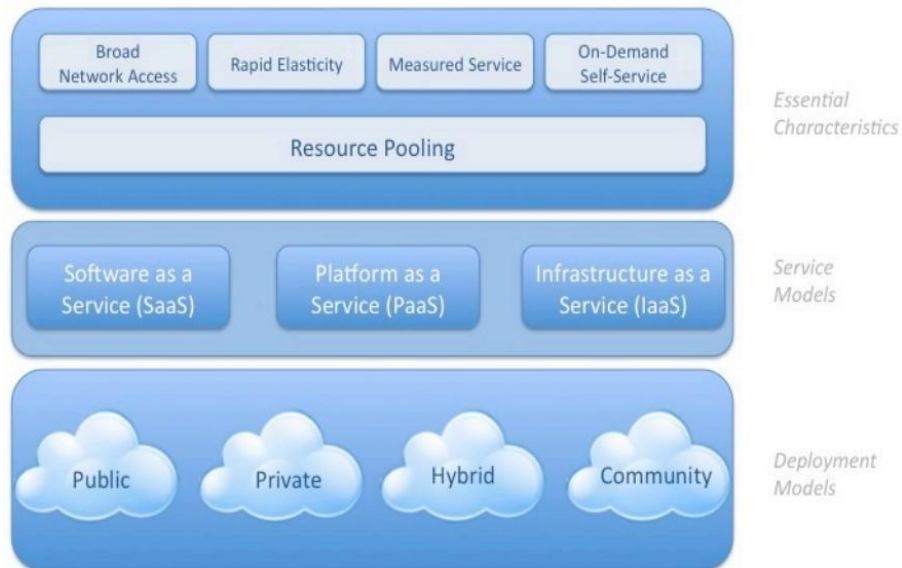 Broad
Network Access
Rapid Elasticity
Measured Service
On-Demand
Self-Service
Resource Pooling
Essential
Characteristics
Software as a
Service (SaaS)
Platform as a
Service (PaaS)
Infrastructure as a
Service (IaaS)
Service
Models
Public
Private
Hybrid
Community
Deployment
Models